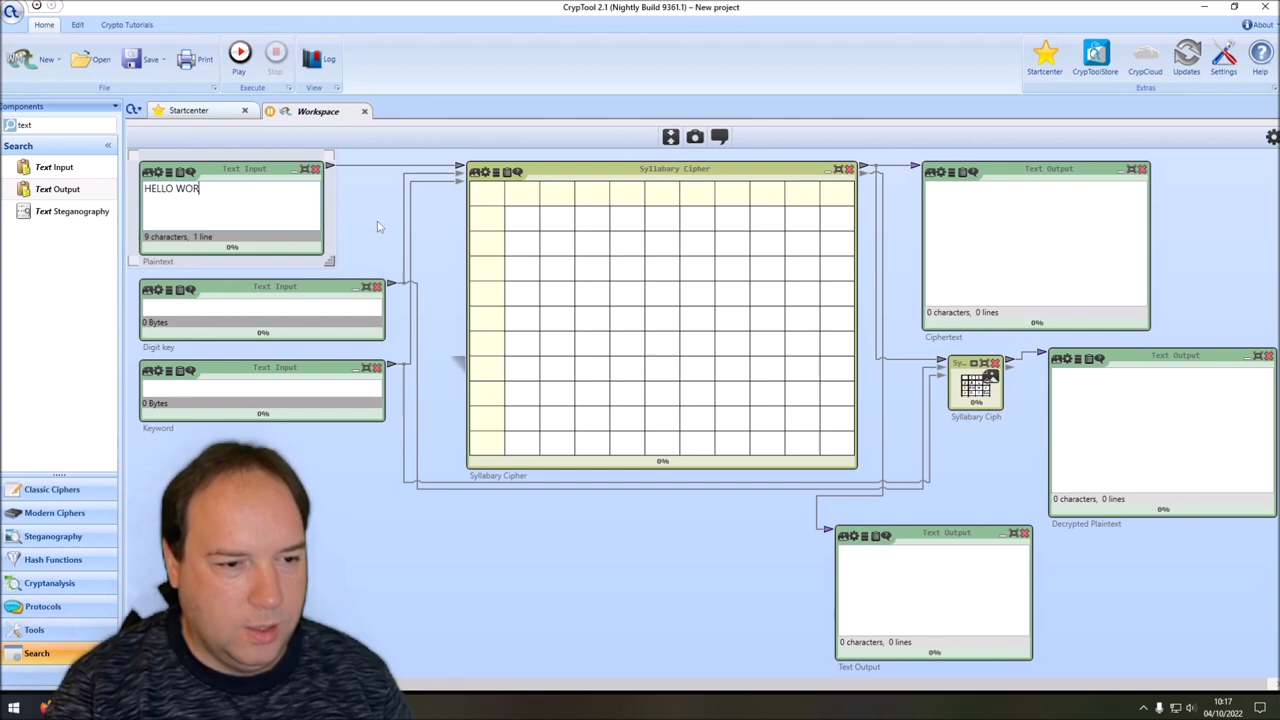 CrypTool 2.1 (Nightly Build 9361.1) – New project
Home Edit Crypto Tutorials About
New Open Save Print Play Stop Log Startcenter CrypToolStore CrypCloud Updates Settings Help
File Execute View Extras
Components Startcenter Workspace
text
Search
Text Input
Text Output
Text Steganography
Classic Ciphers
Modern Ciphers
Steganography
Hash Functions
Cryptanalysis
Protocols
Tools
Search
Text Input
HELLO WOR
9 characters, 1 line
0%
Plaintext
Text Input
0 Bytes
0%
Digit key
Text Input
0 Bytes
0%
Keyword
Syllabary Cipher
0%
Syllabary Cipher
Text Output
0 characters, 0 lines
0%
Ciphertext
Sy...
0%
Syllabary Ciph
Text Output
0 characters, 0 lines
0%
Decrypted Plaintext
Text Output
0 characters, 0 lines
0%
Text Output
10:17
04/10/2022